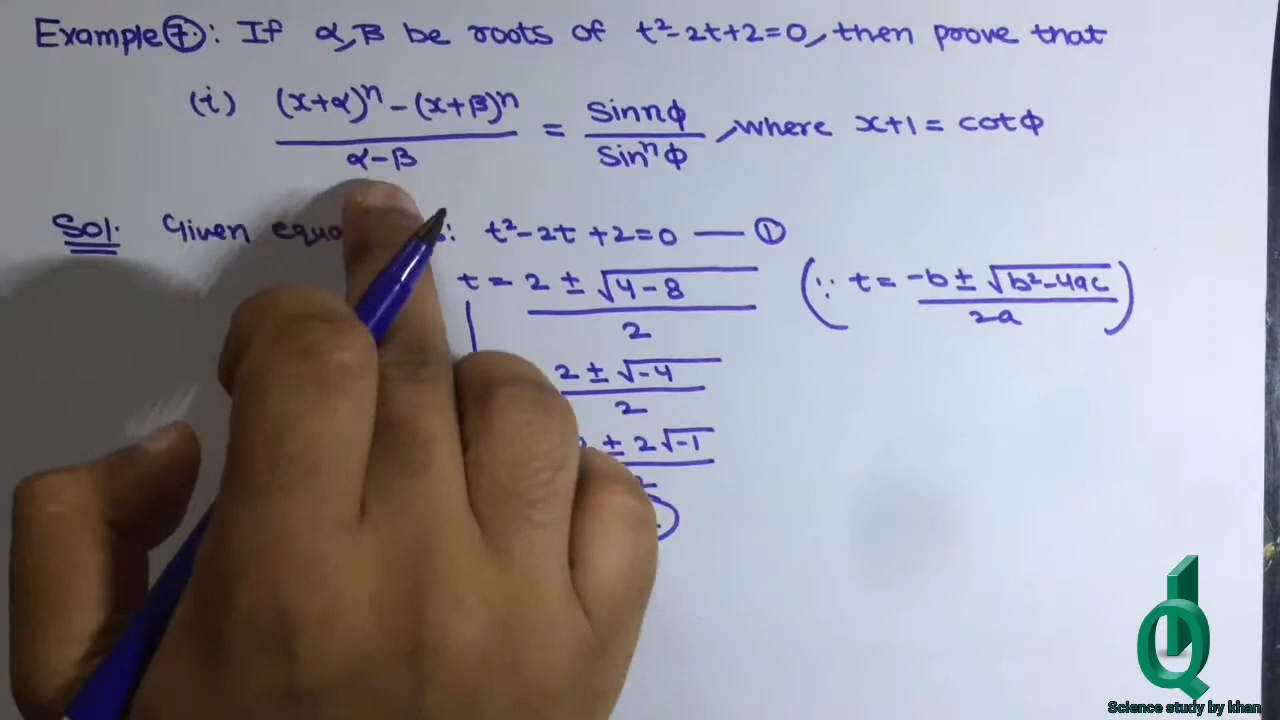 Example ⑦: If α, β be roots of t²-2t+2=0, then prove that
(i) (x+α)ⁿ - (x+β)ⁿ / α-β = Sin nϕ / Sinⁿϕ, where x+1 = cotϕ
Sol: Given t²-2t+2=0 — ①
t = 2 ± √4-8 / 2 (∵ t = -b ± √b²-4ac / 2a)
2 ± √-4 / 2
± 2√-1
Science study by khan